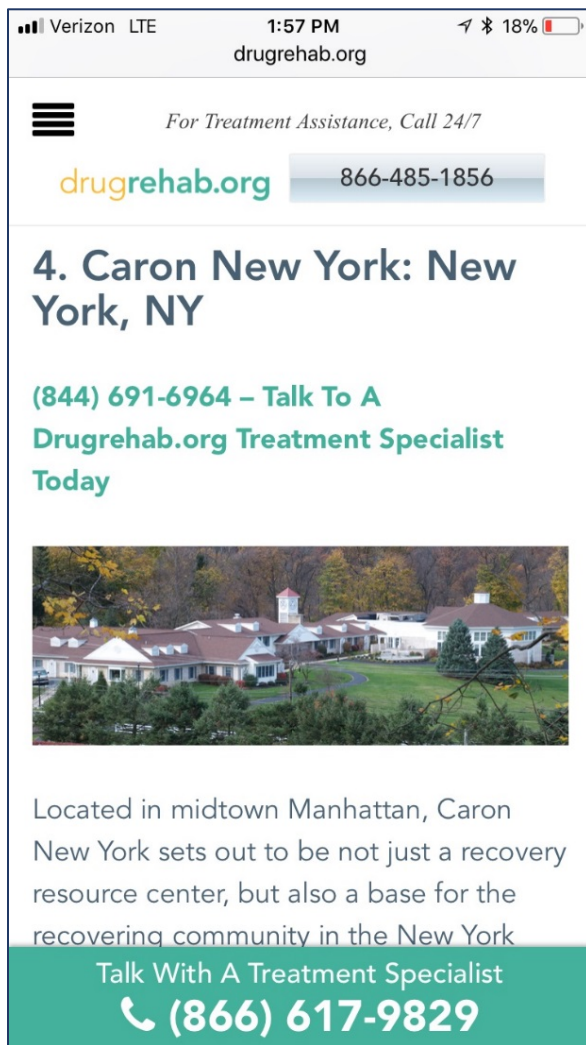 Verizon LTE 1:57 PM 18%
drugrehab.org
For Treatment Assistance, Call 24/7
drugrehab.org 866-485-1856
4. Caron New York: New
York, NY
(844) 691-6964 – Talk To A
Drugrehab.org Treatment Specialist
Today
Located in midtown Manhattan, Caron
New York sets out to be not just a recovery
resource center, but also a base for the
recovering community in the New York
Talk With A Treatment Specialist
(866) 617-9829